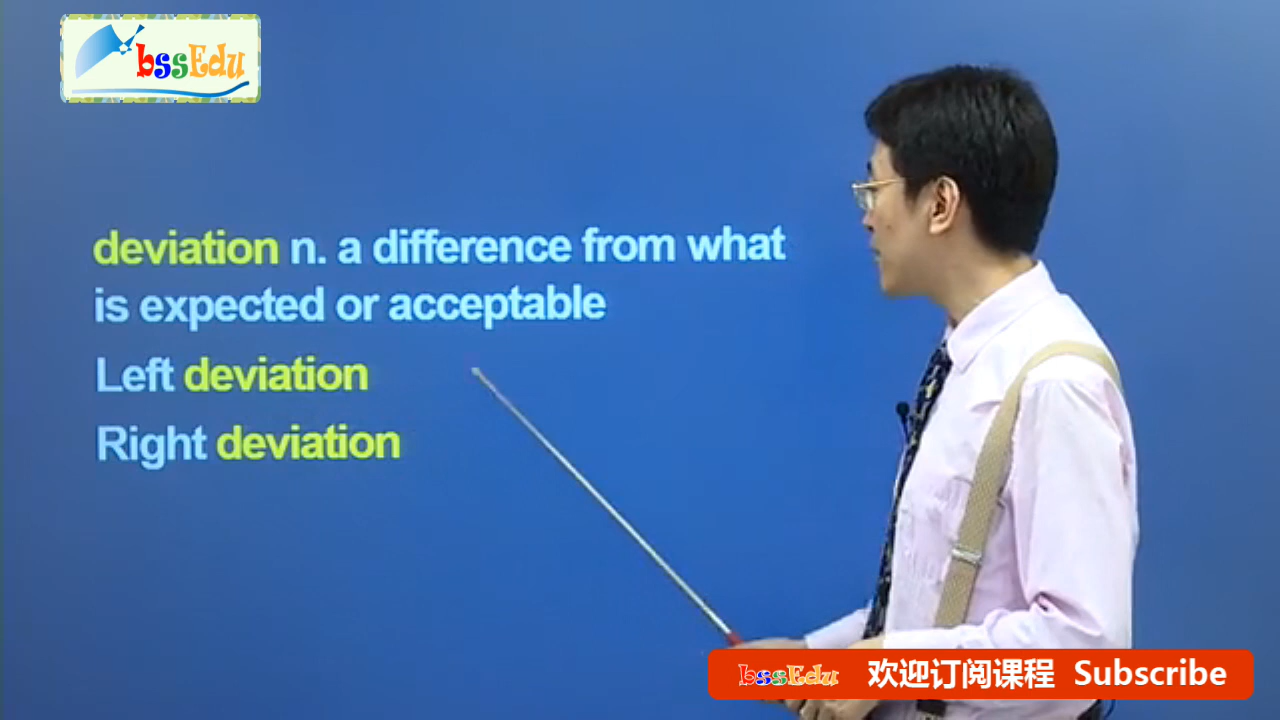 bssEdu
deviation n. a difference from what
is expected or acceptable
Left deviation
Right deviation
bssEdu 欢迎订阅课程 Subscribe